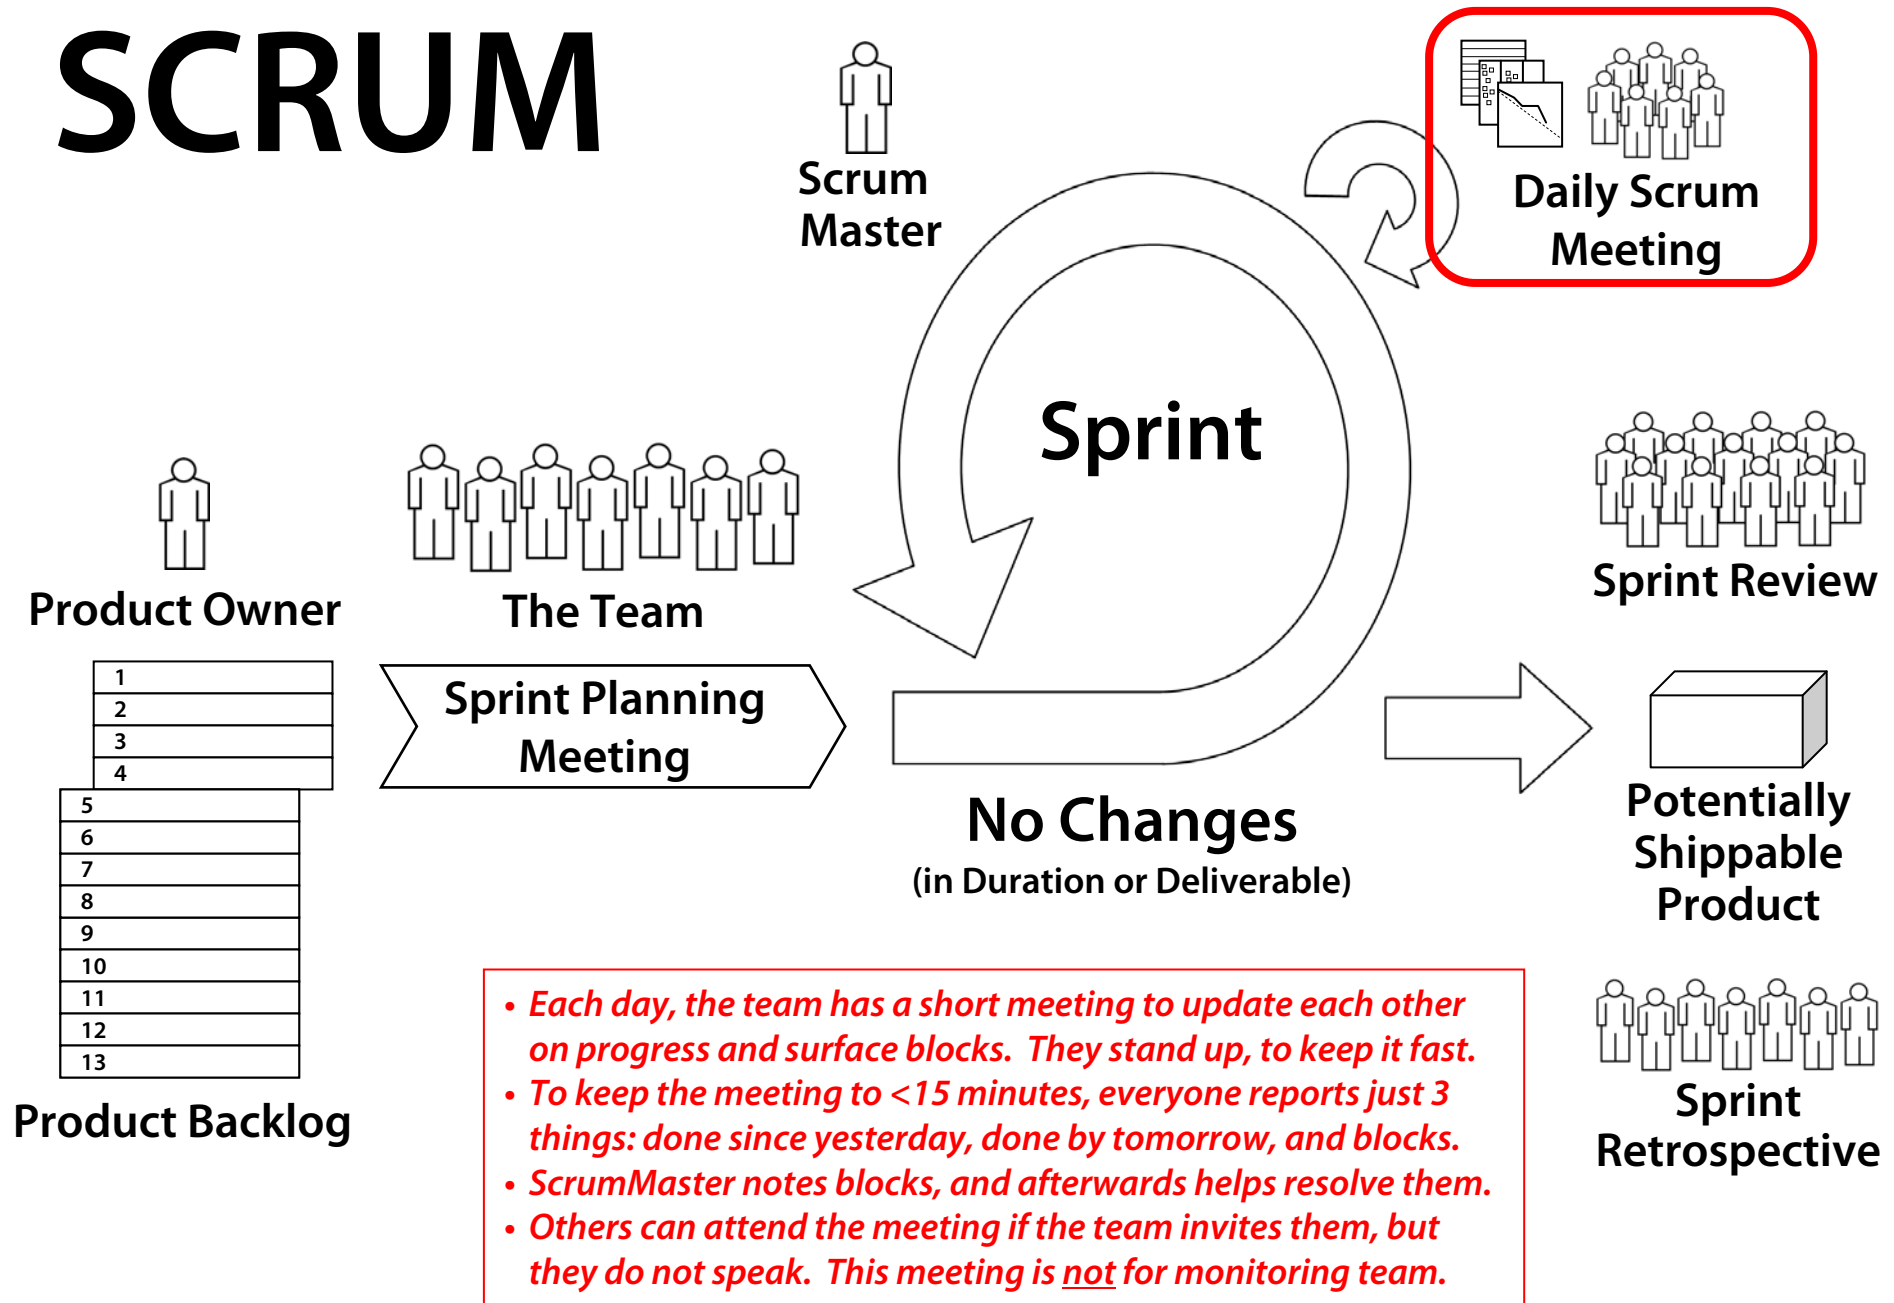 SCRUM
Scrum
Master
Daily Scrum
Meeting
Sprint
Product Owner
The Team
Sprint Review
1
2
3
4
5
6
7
8
9
10
11
12
13
Product Backlog
Sprint Planning
Meeting
No Changes
(in Duration or Deliverable)
Potentially
Shippable
Product
Sprint
Retrospective
• Each day, the team has a short meeting to update each other
on progress and surface blocks. They stand up, to keep it fast.
• To keep the meeting to <15 minutes, everyone reports just 3
things: done since yesterday, done by tomorrow, and blocks.
• ScrumMaster notes blocks, and afterwards helps resolve them.
• Others can attend the meeting if the team invites them, but
they do not speak. This meeting is not for monitoring team.